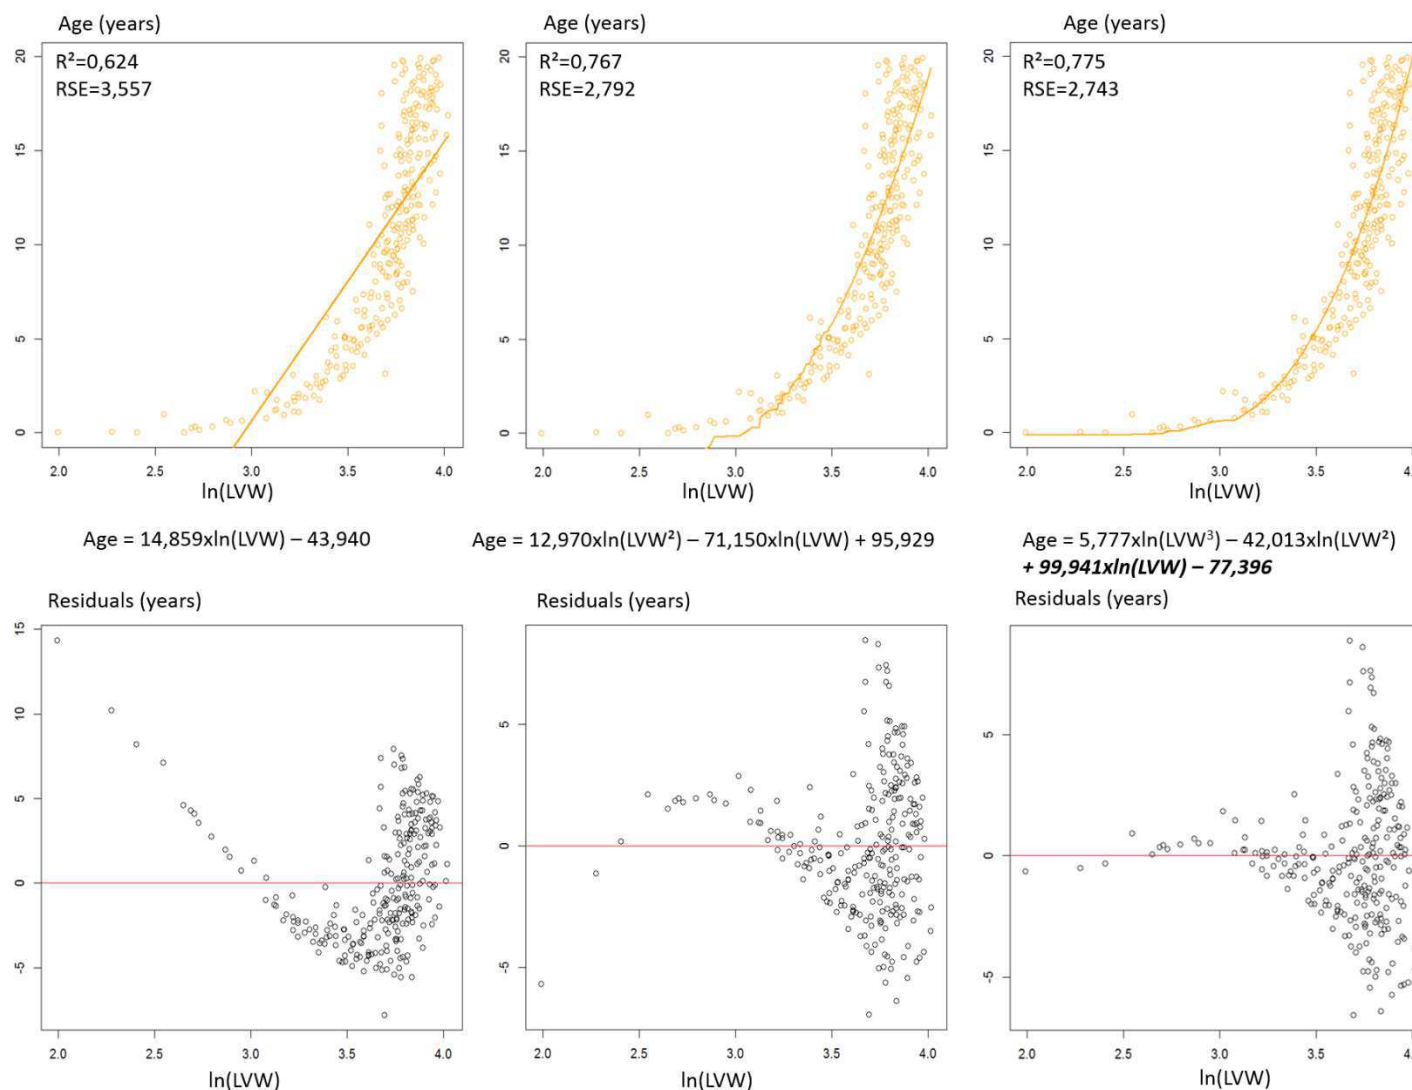 Age (years)
Age (years)
Age (years)
R²=0,624
RSE=3,557
R²=0,767
RSE=2,792
R²=0,775
RSE=2,743
20
15
10
5
0
20
15
10
5
0
20
15
10
5
0
2.0 2.5 3.0 3.5 4.0
2.0 2.5 3.0 3.5 4.0
2.0 2.5 3.0 3.5 4.0
ln(LVW)
ln(LVW)
ln(LVW)
Age = 14,859xln(LVW) – 43,940
Age = 12,970xln(LVW²) – 71,150xln(LVW) + 95,929
Age = 5,777xln(LVW³) – 42,013xln(LVW²)
+ 99,941xln(LVW) – 77,396
Residuals (years)
Residuals (years)
Residuals (years)
15
10
5
0
-5
5
0
-5
5
0
-5
2.0 2.5 3.0 3.5 4.0
2.0 2.5 3.0 3.5 4.0
2.0 2.5 3.0 3.5 4.0
ln(LVW)
ln(LVW)
ln(LVW)